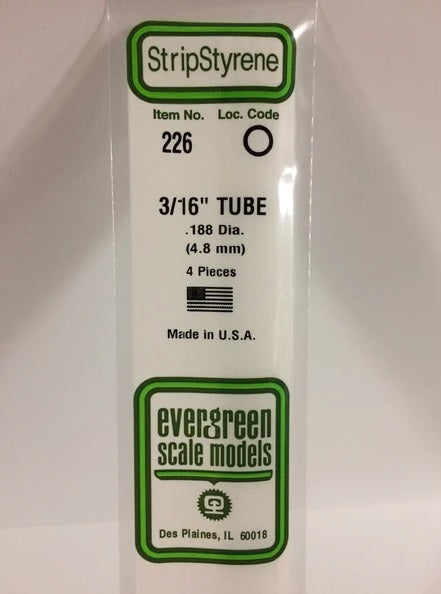 StripStyrene
Item No. Loc. Code
226 O
3/16" TUBE
.188 Dia.
(4.8 mm)
4 Pieces
Made in U.S.A.
evergreen
scale models
Des Plaines, IL 60018